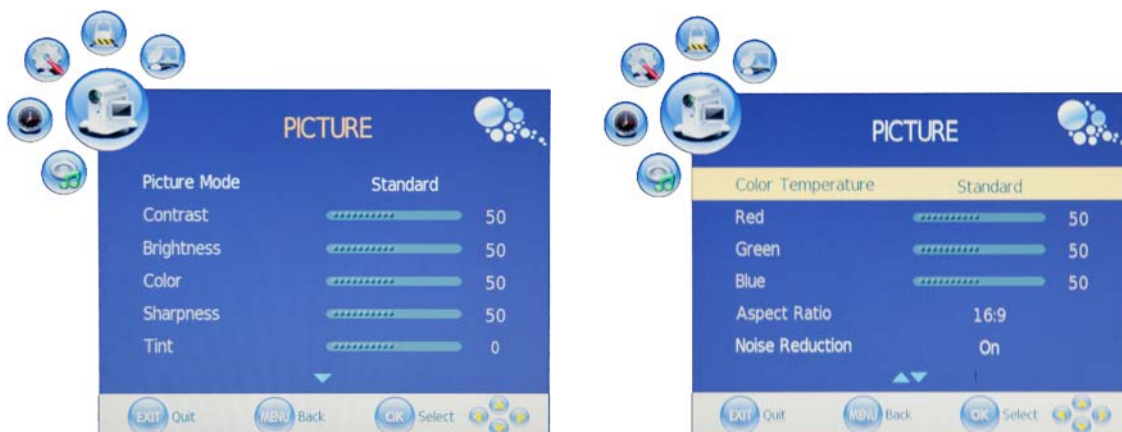 PICTURE
Picture Mode Standard
Contrast 50
Brightness 50
Color 50
Sharpness 50
Tint 0
EXIT Quit MENU Back OK Select
PICTURE
Color Temperature Standard
Red 50
Green 50
Blue 50
Aspect Ratio 16:9
Noise Reduction On
EXIT Quit MENU Back OK Select